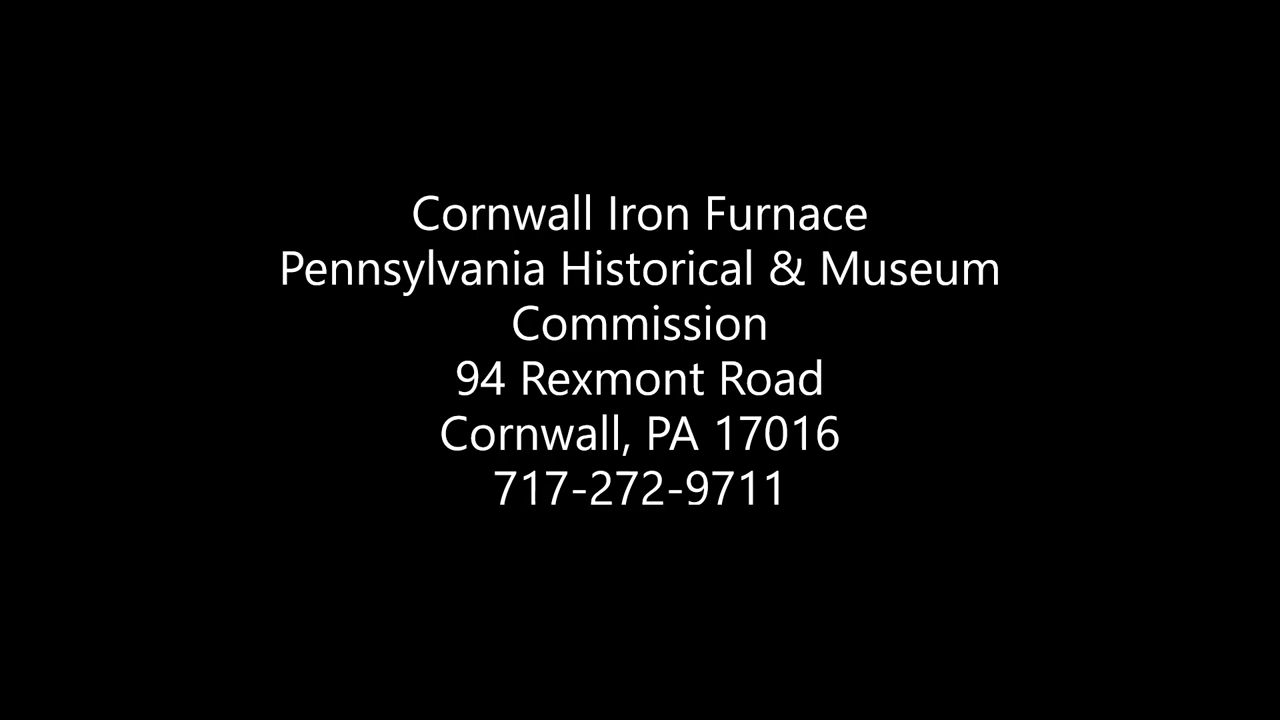 Cornwall Iron Furnace
Pennsylvania Historical & Museum
Commission
94 Rexmont Road
Cornwall, PA 17016
717-272-9711